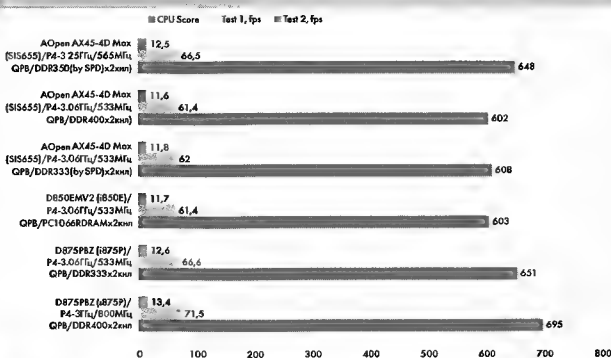 CPU Score Test 1, fps Test 2, fps
AOpen AX45-4D Max
(SIS655)/P4-3 25ГГц/565МГц
QPB/DDR350(by SPD)x2кнл)
12,5
66,5
648
AOpen AX45-4D Max
(SIS655)/P4-3.06ГГц/533МГц
QPB/DDR400x2кнл)
11,6
61,4
602
AOpen AX45-4D Max
(SIS655)/P4-3.06ГГц/533МГц
QPB/DDR333(by SPD)x2кнл)
11,8
62
608
D850EMV2 (i850E)/
P4-3.06ГГц/533МГц
QPB/PC1066RDRAMx2кнл
11,7
61,4
603
D875PBZ (i875P)/
P4-3.06ГГц/533МГц
QPB/DDR333x2кнл
12,6
66,6
651
D875PBZ (i875P)/
P4-3ГГц/800МГц
QPB/DDR400x2кнл
13,4
71,5
695
0 100 200 300 400 500 600 700 800